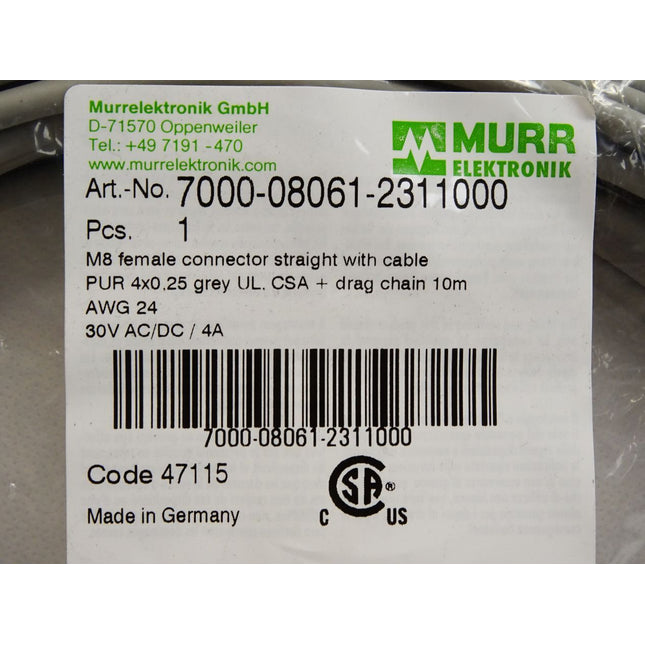 Murrelektronik GmbH
D-71570 Oppenweiler
Tel.: +49 7191 -470
www.murrelektronik.com
MURR
ELEKTRONIK
Art.-No. 7000-08061-2311000
Pcs. 1
M8 female connector straight with cable
PUR 4x0.25 grey UL. CSA + drag chain 10m
AWG 24
30V AC/DC / 4A
7000-08061-2311000
Code 47115
Made in Germany
C SA ®
C US